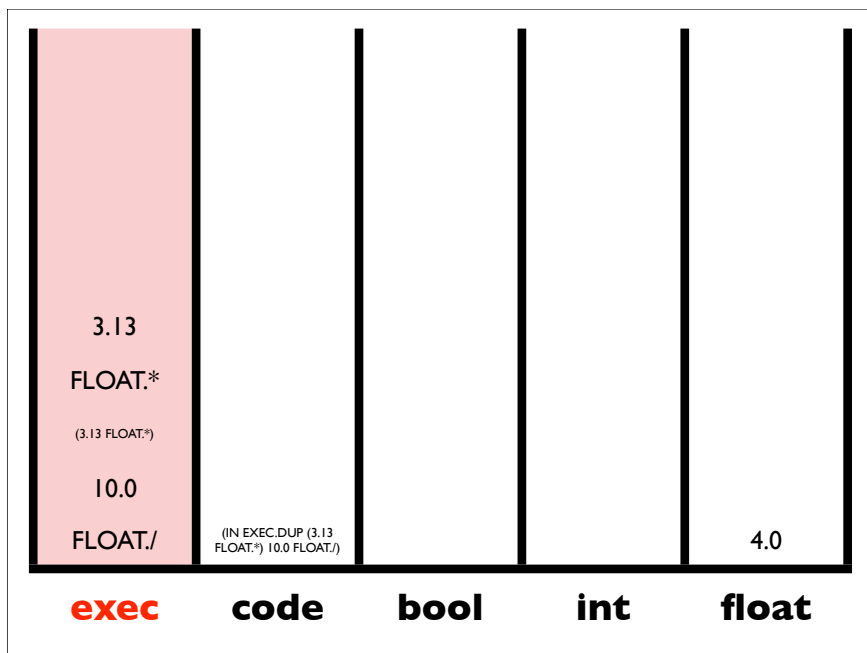 3.13
FLOAT.*
(3.13 FLOAT.*)
10.0
FLOAT./
(IN EXEC.DUP (3.13
FLOAT.*) 10.0 FLOAT./)
4.0
exec code bool int float